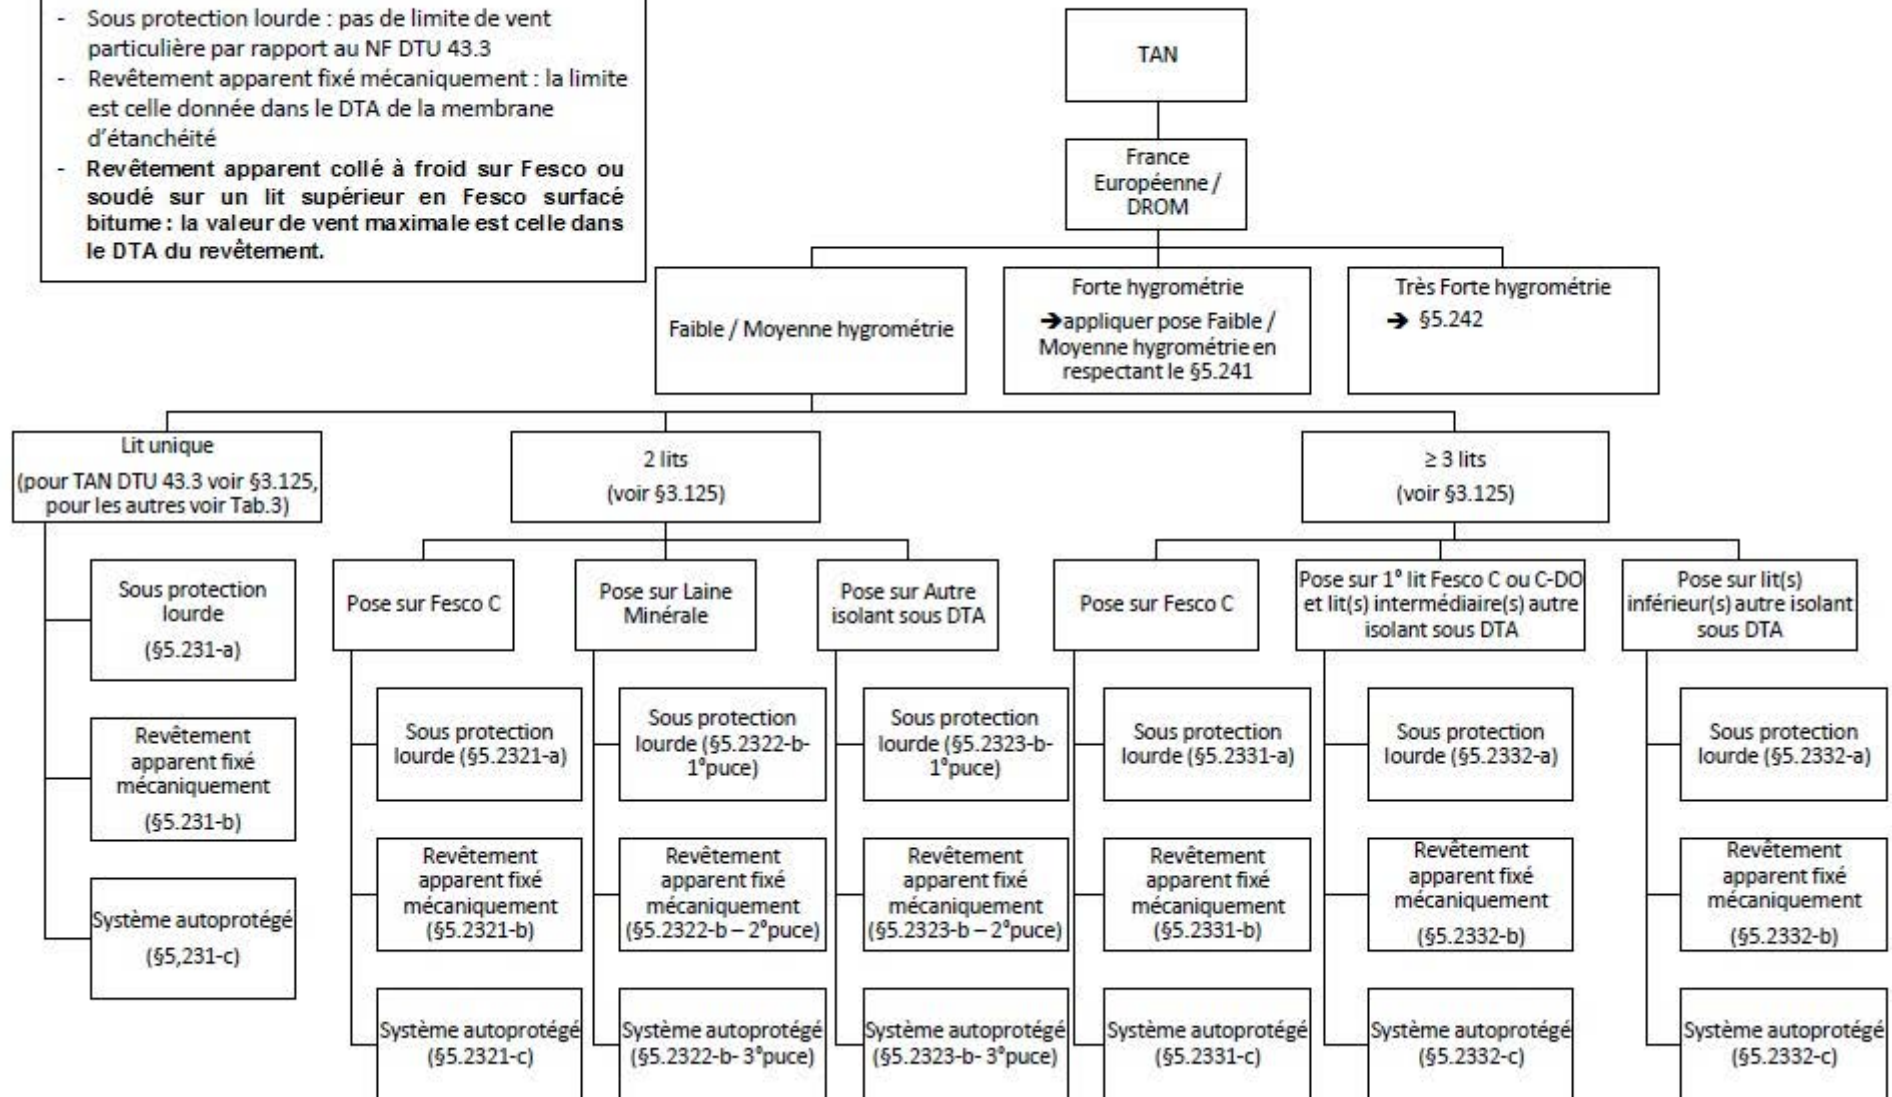 - Sous protection lourde : pas de limite de vent
particulière par rapport au NF DTU 43.3
- Revêtement apparent fixé mécaniquement : la limite
est celle donnée dans le DTA de la membrane
d'étanchéité
- Revêtement apparent collé à froid sur Fesco ou
soudé sur un lit supérieur en Fesco surfacé
bitume : la valeur de vent maximale est celle dans
le DTA du revêtement.
TAN
France
Européenne /
DROM
Faible / Moyenne hygrométrie
Forte hygrométrie
➔appliquer pose Faible /
Moyenne hygrométrie en
respectant le §5.241
Très Forte hygrométrie
➔ §5.242
Lit unique
(pour TAN DTU 43.3 voir §3.125,
pour les autres voir Tab.3)
2 lits
(voir §3.125)
≥ 3 lits
(voir §3.125)
Sous protection
lourde
(§5.231-a)
Revêtement
apparent fixé
mécaniquement
(§5.231-b)
Système autoprotégé
(§5,231-c)
Pose sur Fesco C
Sous protection
lourde (§5.2321-a)
Revêtement
apparent fixé
mécaniquement
(§5.2321-b)
Système autoprotégé
(§5.2321-c)
Pose sur Laine
Minérale
Sous protection
lourde (§5.2322-b-
1°puce)
Revêtement
apparent fixé
mécaniquement
(§5.2322-b – 2°puce)
Système autoprotégé
(§5.2322-b- 3°puce)
Pose sur Autre
isolant sous DTA
Sous protection
lourde (§5.2323-b-
1°puce)
Revêtement
apparent fixé
mécaniquement
(§5.2323-b – 2°puce)
Système autoprotégé
(§5.2323-b- 3°puce)
Pose sur Fesco C
Sous protection
lourde (§5.2331-a)
Revêtement
apparent fixé
mécaniquement
(§5.2331-b)
Système autoprotégé
(§5.2331-c)
Pose sur 1° lit Fesco C ou C-DO
et lit(s) intermédiaire(s) autre
isolant sous DTA
Sous protection
lourde (§5.2332-a)
Revêtement
apparent fixé
mécaniquement
(§5.2332-b)
Système autoprotégé
(§5.2332-c)
Pose sur lit(s)
inférieur(s) autre isolant
sous DTA
Sous protection
lourde (§5.2332-a)
Revêtement
apparent fixé
mécaniquement
(§5.2332-b)
Système autoprotégé
(§5.2332-c)